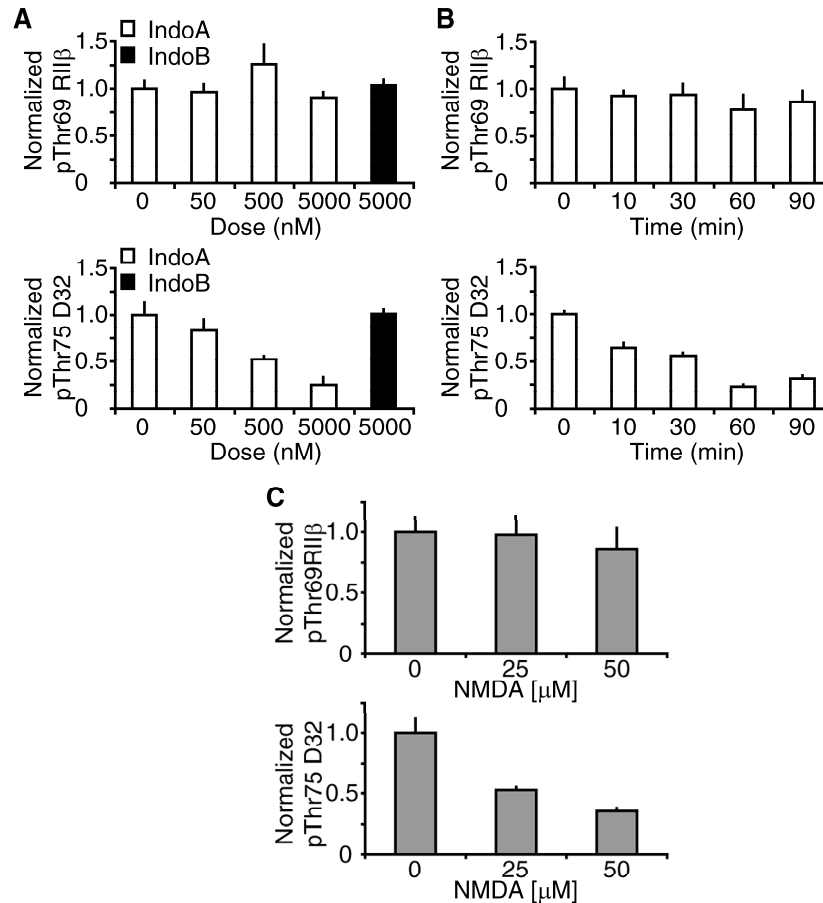 A
IndoA
IndoB
Normalized
pThr69 RIIβ
1.5
1.0
0.5
0
0 50 500 5000 5000
Dose (nM)
B
Normalized
pThr69 RIIβ
1.5
1.0
0.5
0
0 10 30 60 90
Time (min)
IndoA
IndoB
Normalized
pThr75 D32
1.5
1.0
0.5
0
0 50 500 5000 5000
Dose (nM)
Normalized
pThr75 D32
1.5
1.0
0.5
0
0 10 30 60 90
Time (min)
C
Normalized
pThr69RIIβ
1.0
0.5
0
0 25 50
NMDA [μM]
Normalized
pThr75 D32
1.0
0.5
0
0 25 50
NMDA [μM]